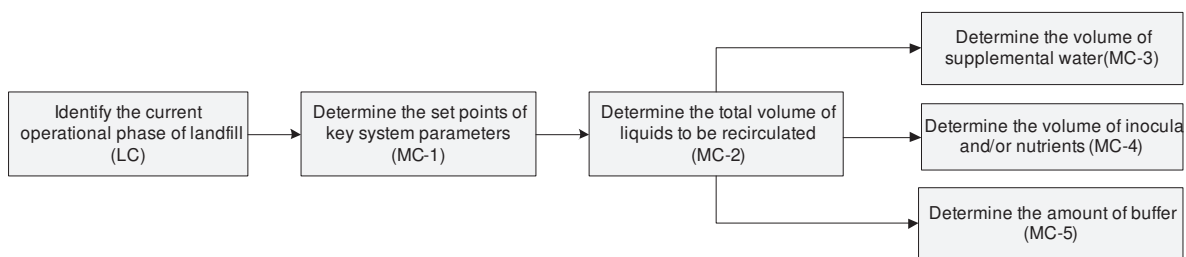 Identify the current
operational phase of landfill
(LC)
Determine the set points of
key system parameters
(MC-1)
Determine the total volume of
liquids to be recirculated
(MC-2)
Determine the volume of
supplemental water(MC-3)
Determine the volume of inocula
and/or nutrients (MC-4)
Determine the amount of buffer
(MC-5)